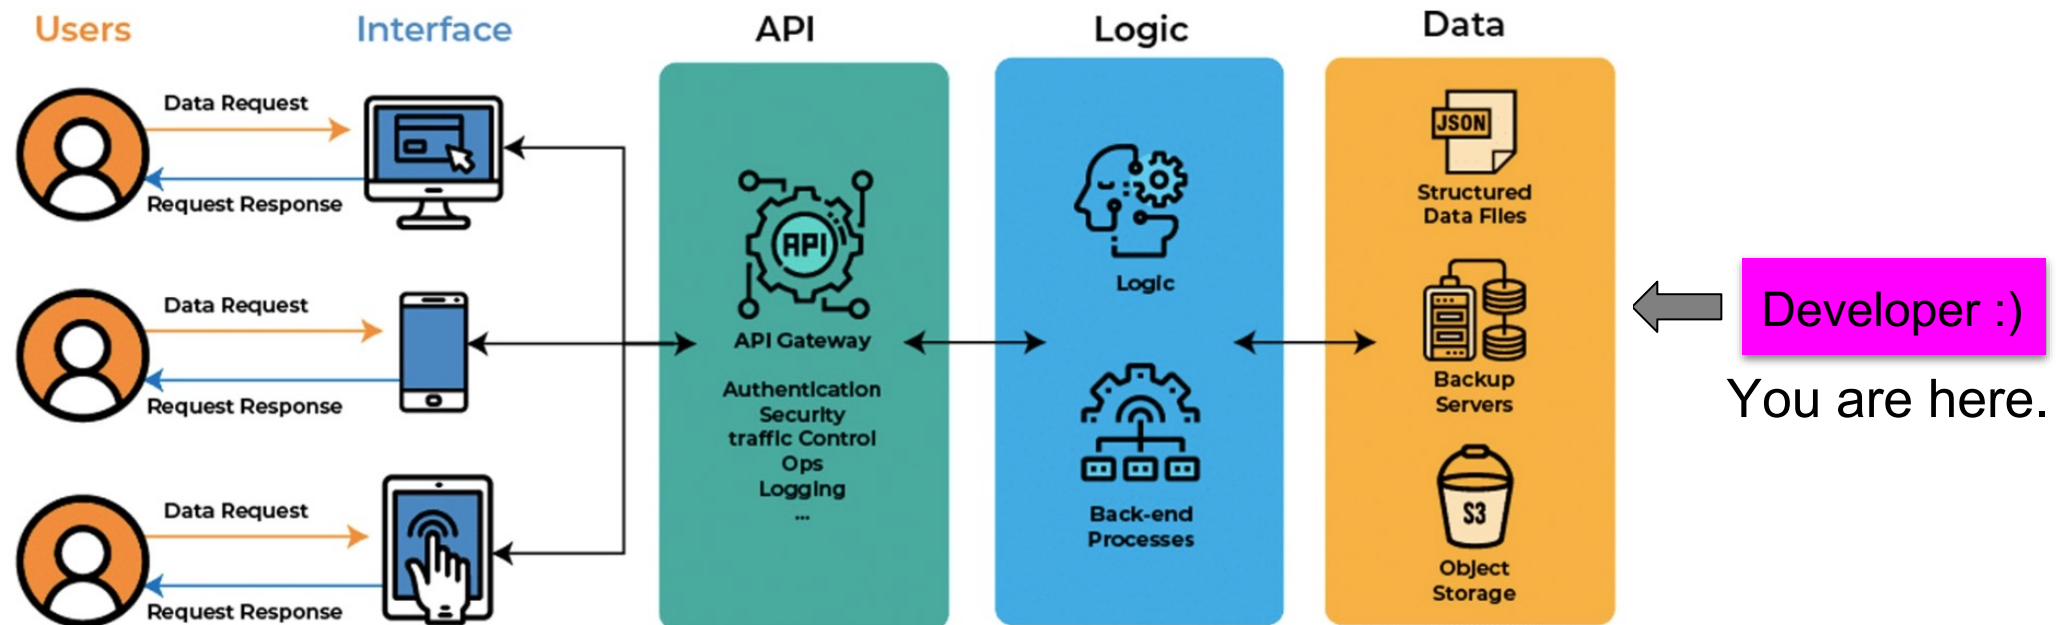 Users
Interface
API
Logic
Data
Data Request
Request Response
Data Request
Request Response
Data Request
Request Response
API
API Gateway
Authentication
Security
traffic Control
Ops
Logging
...
Logic
Back-end
Processes
JSON
Structured
Data Files
Backup
Servers
S3
Object
Storage
Developer :)
You are here.